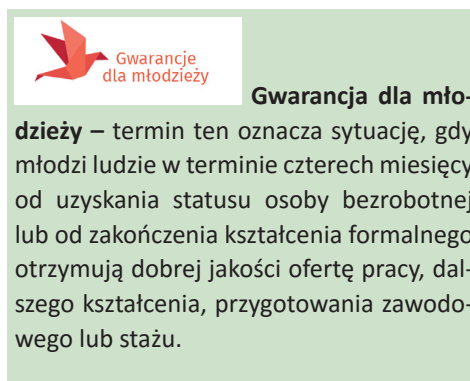 Gwarancje
dla młodzieży
Gwarancja dla mło-
dzieży – termin ten oznacza sytuację, gdy
młodzi ludzie w terminie czterech miesięcy
od uzyskania statusu osoby bezrobotnej
lub od zakończenia kształcenia formalnego
otrzymują dobrej jakości ofertę pracy, dal-
szego kształcenia, przygotowania zawodo-
wego lub stażu.